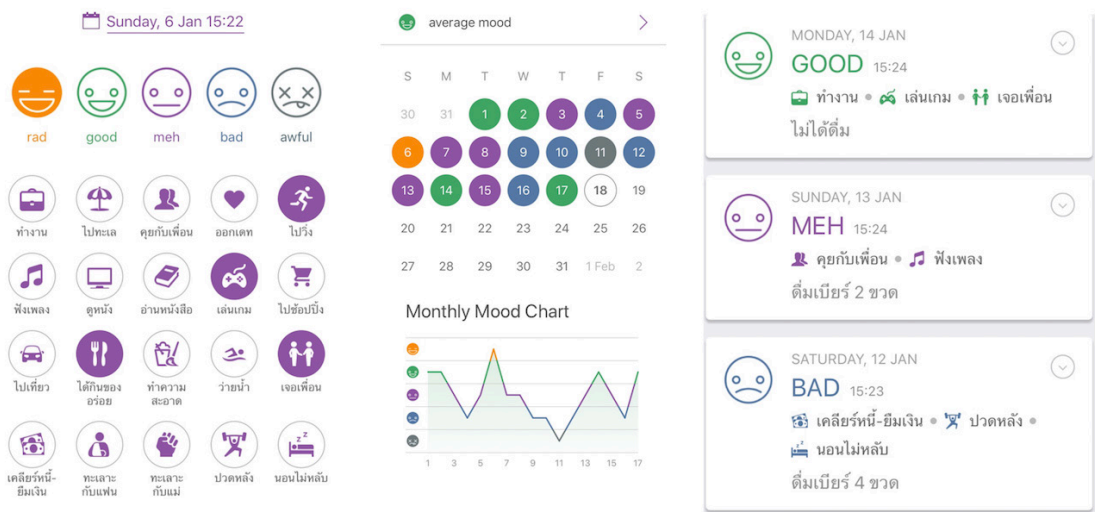 Sunday, 6 Jan 15:22
rad good meh bad awful
ทำงาน ไปทะเล คุยกับเพื่อน ออกเดท ไปวิ่ง
ฟังเพลง ดูหนัง อ่านหนังสือ เล่นเกม ไปช้อปปิ้ง
ไปเที่ยว ได้กินของ ทำความ ว่ายน้ำ เจอเพื่อน
อร่อย สะอาด
เคลียร์หนี้- ทะเลาะ ทะเลาะ ปวดหลัง นอนไม่หลับ
ยืมเงิน กับแฟน กับแม่
average mood
S M T W T F S
30 31 1 2 3 4 5
6 7 8 9 10 11 12
13 14 15 16 17 18 19
20 21 22 23 24 25 26
27 28 29 30 31 1 Feb 2
Monthly Mood Chart
1 3 5 7 9 11 13 15 17
MONDAY, 14 JAN
GOOD 15:24
ทำงาน • เล่นเกม • เจอเพื่อน
ไม่ได้ดื่ม
SUNDAY, 13 JAN
MEH 15:24
คุยกับเพื่อน • ฟังเพลง
ดื่มเบียร์ 2 ขวด
SATURDAY, 12 JAN
BAD 15:23
เคลียร์หนี้-ยืมเงิน • ปวดหลัง •
นอนไม่หลับ
ดื่มเบียร์ 4 ขวด